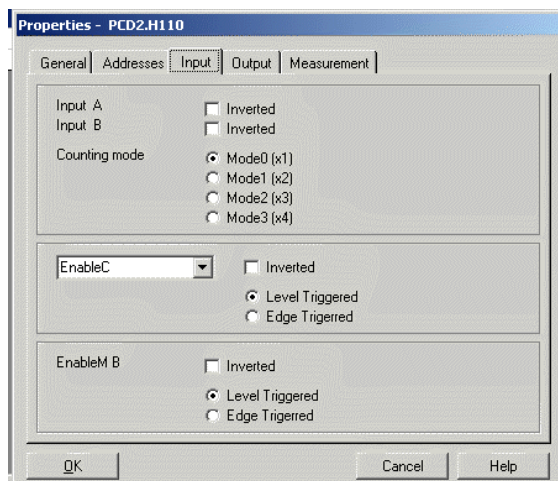 Properties - PCD2.H110
General Addresses Input Output Measurement
Input A Inverted
Input B Inverted
Counting mode Mode0 (x1)
Mode1 (x2)
Mode2 (x3)
Mode3 (x4)
EnableC Inverted
Level Triggered
Edge Trigerred
EnableM B Inverted
Level Triggered
Edge Trigerred
OK Cancel Help